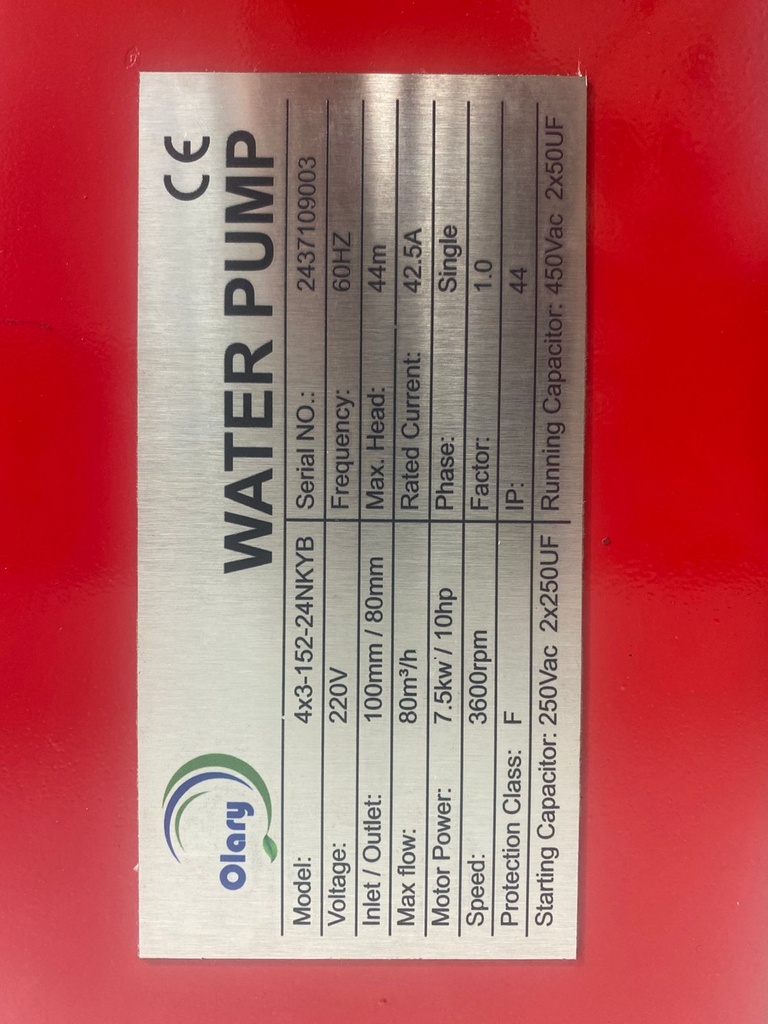 Olary
CE
WATER PUMP
Model: 4x3-152-24NKYB Serial NO.: 2437109003
Voltage: 220V Frequency: 60HZ
Inlet / Outlet: 100mm / 80mm Max. Head: 44m
Max flow: 80m³/h Rated Current: 42.5A
Motor Power: 7.5kw / 10hp Phase: Single
Speed: 3600rpm Factor: 1.0
Protection Class: F IP: 44
Starting Capacitor: 250Vac 2x250UF Running Capacitor: 450Vac 2x50UF